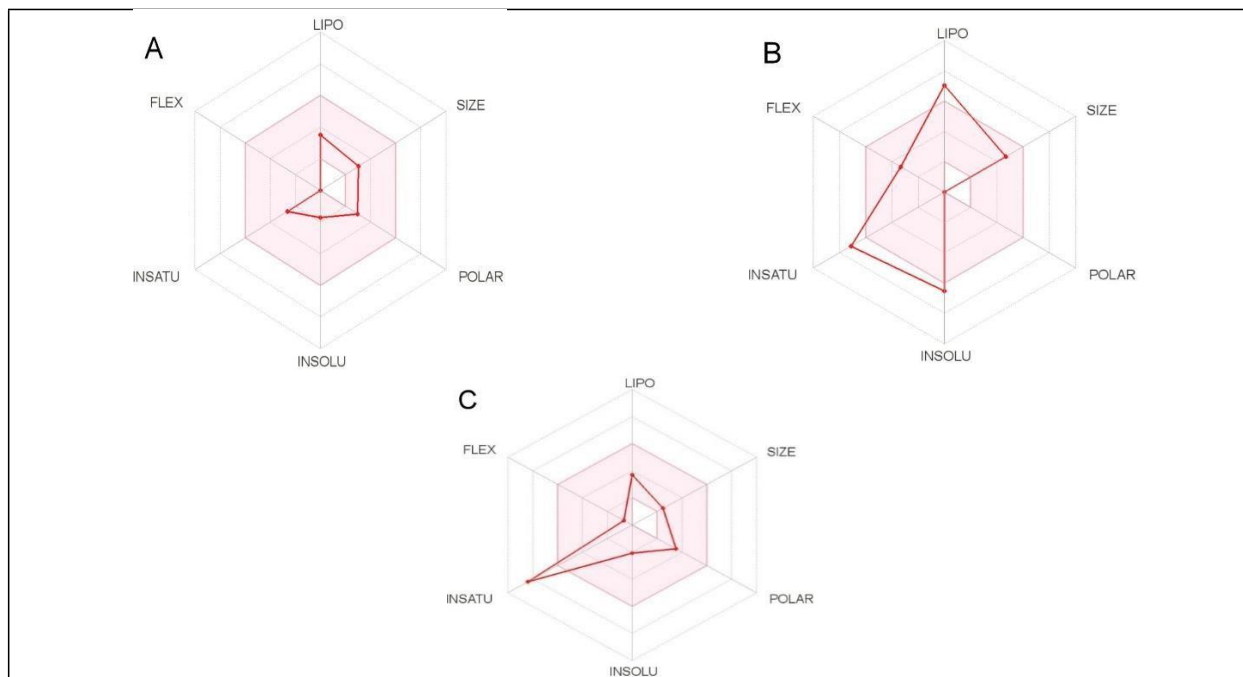 A
LIPO
FLEX
SIZE
INSATU
POLAR
INSOLU
B
LIPO
FLEX
SIZE
INSATU
POLAR
INSOLU
C
LIPO
FLEX
SIZE
INSATU
POLAR
INSOLU